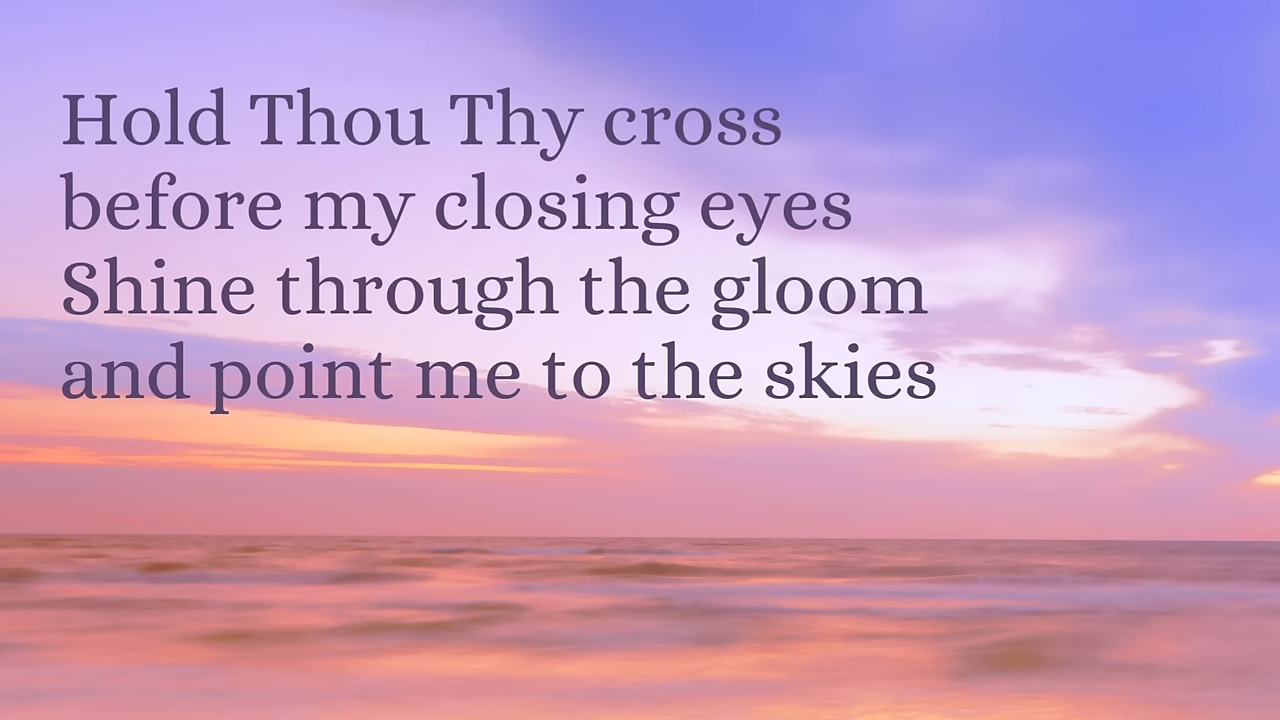 Hold Thou Thy cross
before my closing eyes
Shine through the gloom
and point me to the skies